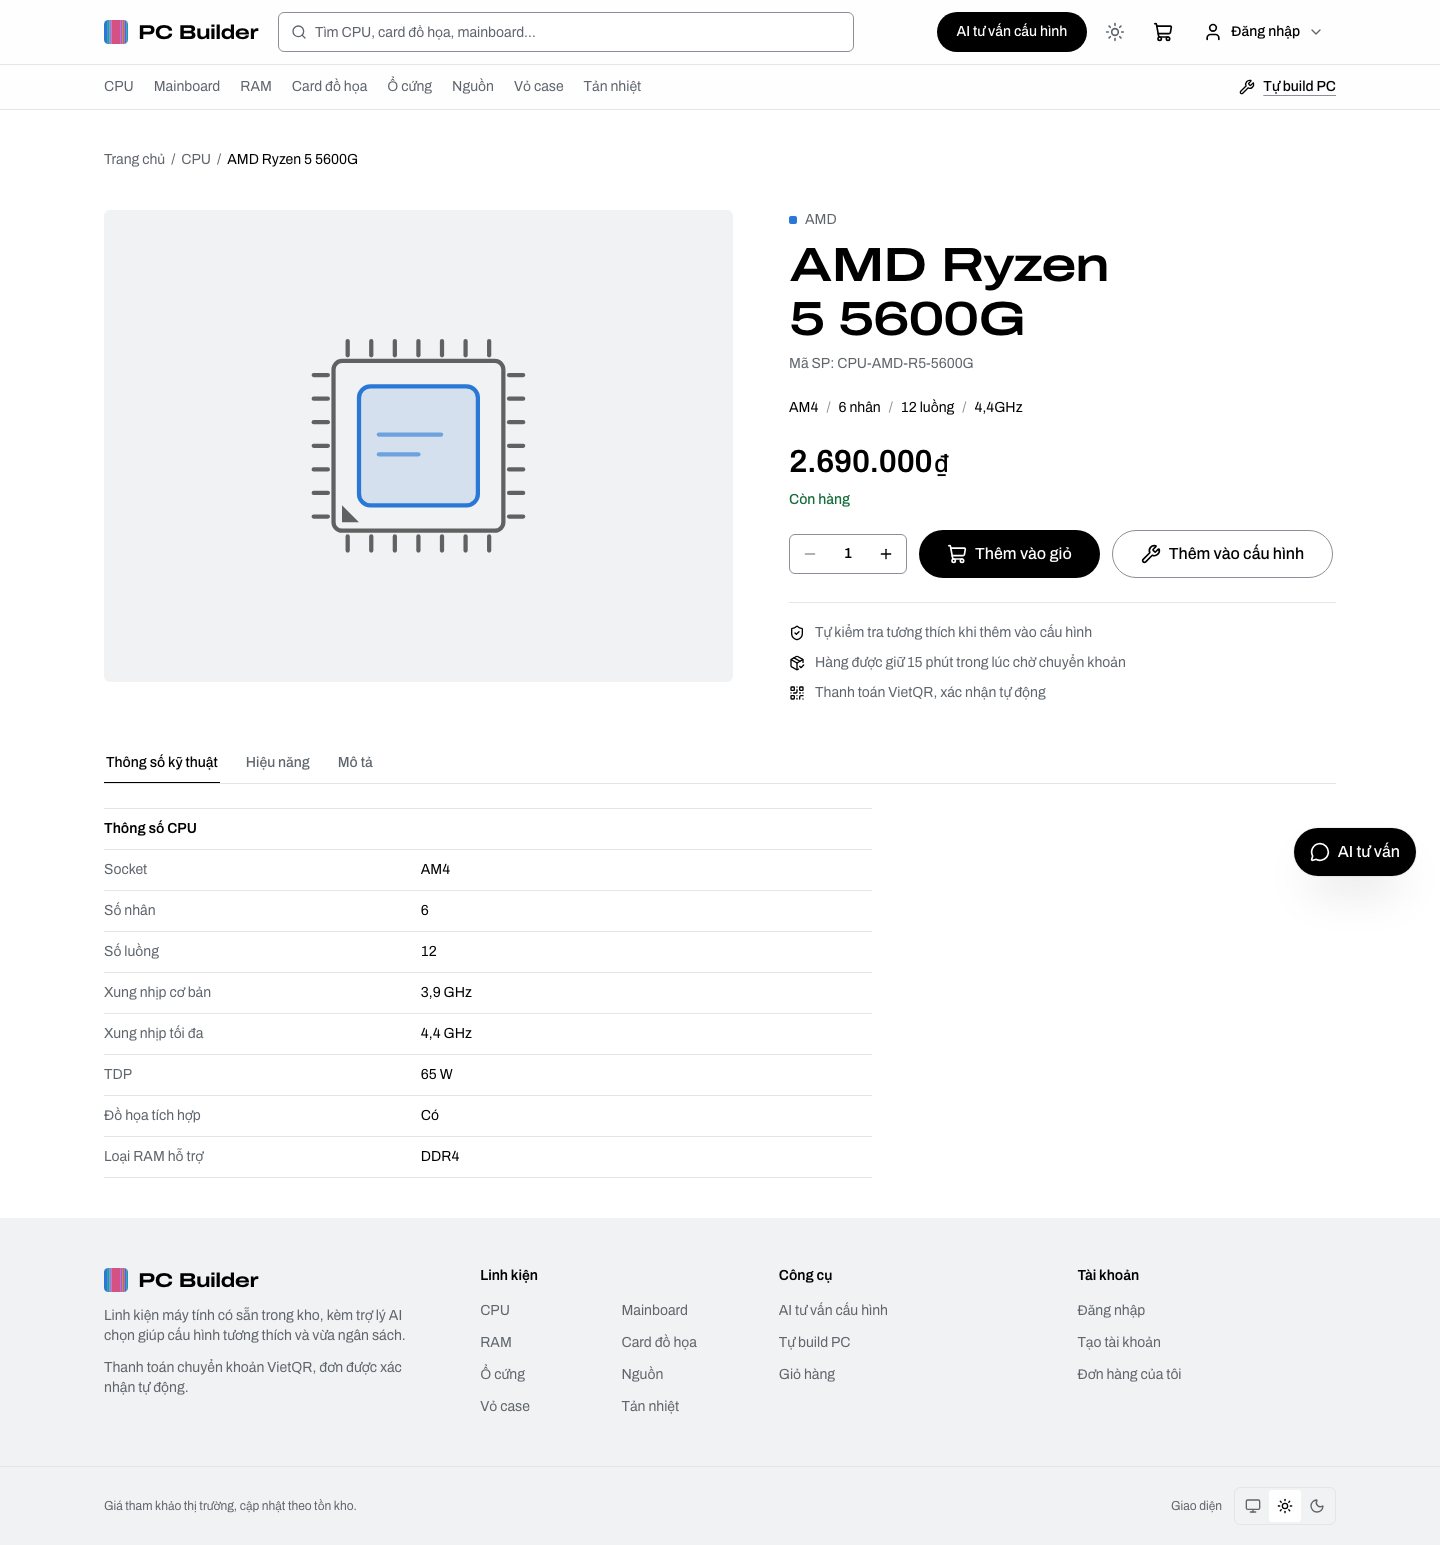 PC Builder
Tìm CPU, card đồ họa, mainboard...
AI tư vấn cấu hình
Đăng nhập
CPU
Mainboard
RAM
Card đồ họa
Ổ cứng
Nguồn
Vỏ case
Tản nhiệt
Tự build PC
Trang chủ / CPU / AMD Ryzen 5 5600G
AMD
AMD Ryzen
5 5600G
Mã SP: CPU-AMD-R5-5600G
AM4 / 6 nhân / 12 luồng / 4,4GHz
2.690.000₫
Còn hàng
1
Thêm vào giỏ
Thêm vào cấu hình
Tự kiểm tra tương thích khi thêm vào cấu hình
Hàng được giữ 15 phút trong lúc chờ chuyển khoản
Thanh toán VietQR, xác nhận tự động
Thông số kỹ thuật
Hiệu năng
Mô tả
Thông số CPU
Socket AM4
Số nhân 6
Số luồng 12
Xung nhịp cơ bản 3,9 GHz
Xung nhịp tối đa 4,4 GHz
TDP 65 W
Đồ họa tích hợp Có
Loại RAM hỗ trợ DDR4
AI tư vấn
PC Builder
Linh kiện máy tính có sẵn trong kho, kèm trợ lý AI
chọn giúp cấu hình tương thích và vừa ngân sách.
Thanh toán chuyển khoản VietQR, đơn được xác
nhận tự động.
Linh kiện
CPU
Mainboard
RAM
Card đồ họa
Ổ cứng
Nguồn
Vỏ case
Tản nhiệt
Công cụ
AI tư vấn cấu hình
Tự build PC
Giỏ hàng
Tài khoản
Đăng nhập
Tạo tài khoản
Đơn hàng của tôi
Giá tham khảo thị trường, cập nhật theo tồn kho.
Giao diện